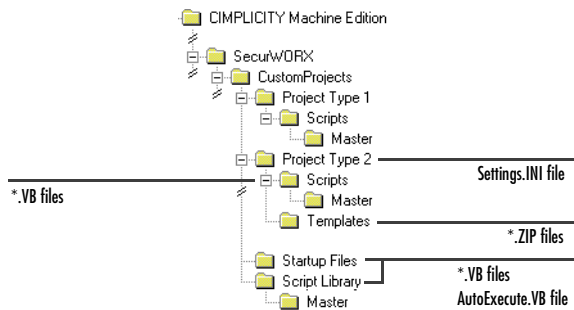 CIMPLICITY Machine Edition
SecurWORX
CustomProjects
Project Type 1
Scripts
Master
Project Type 2
Settings.INI file
Scripts
*.VB files
Master
Templates
*.ZIP files
Startup Files
*.VB files
Script Library
AutoExecute.VB file
Master